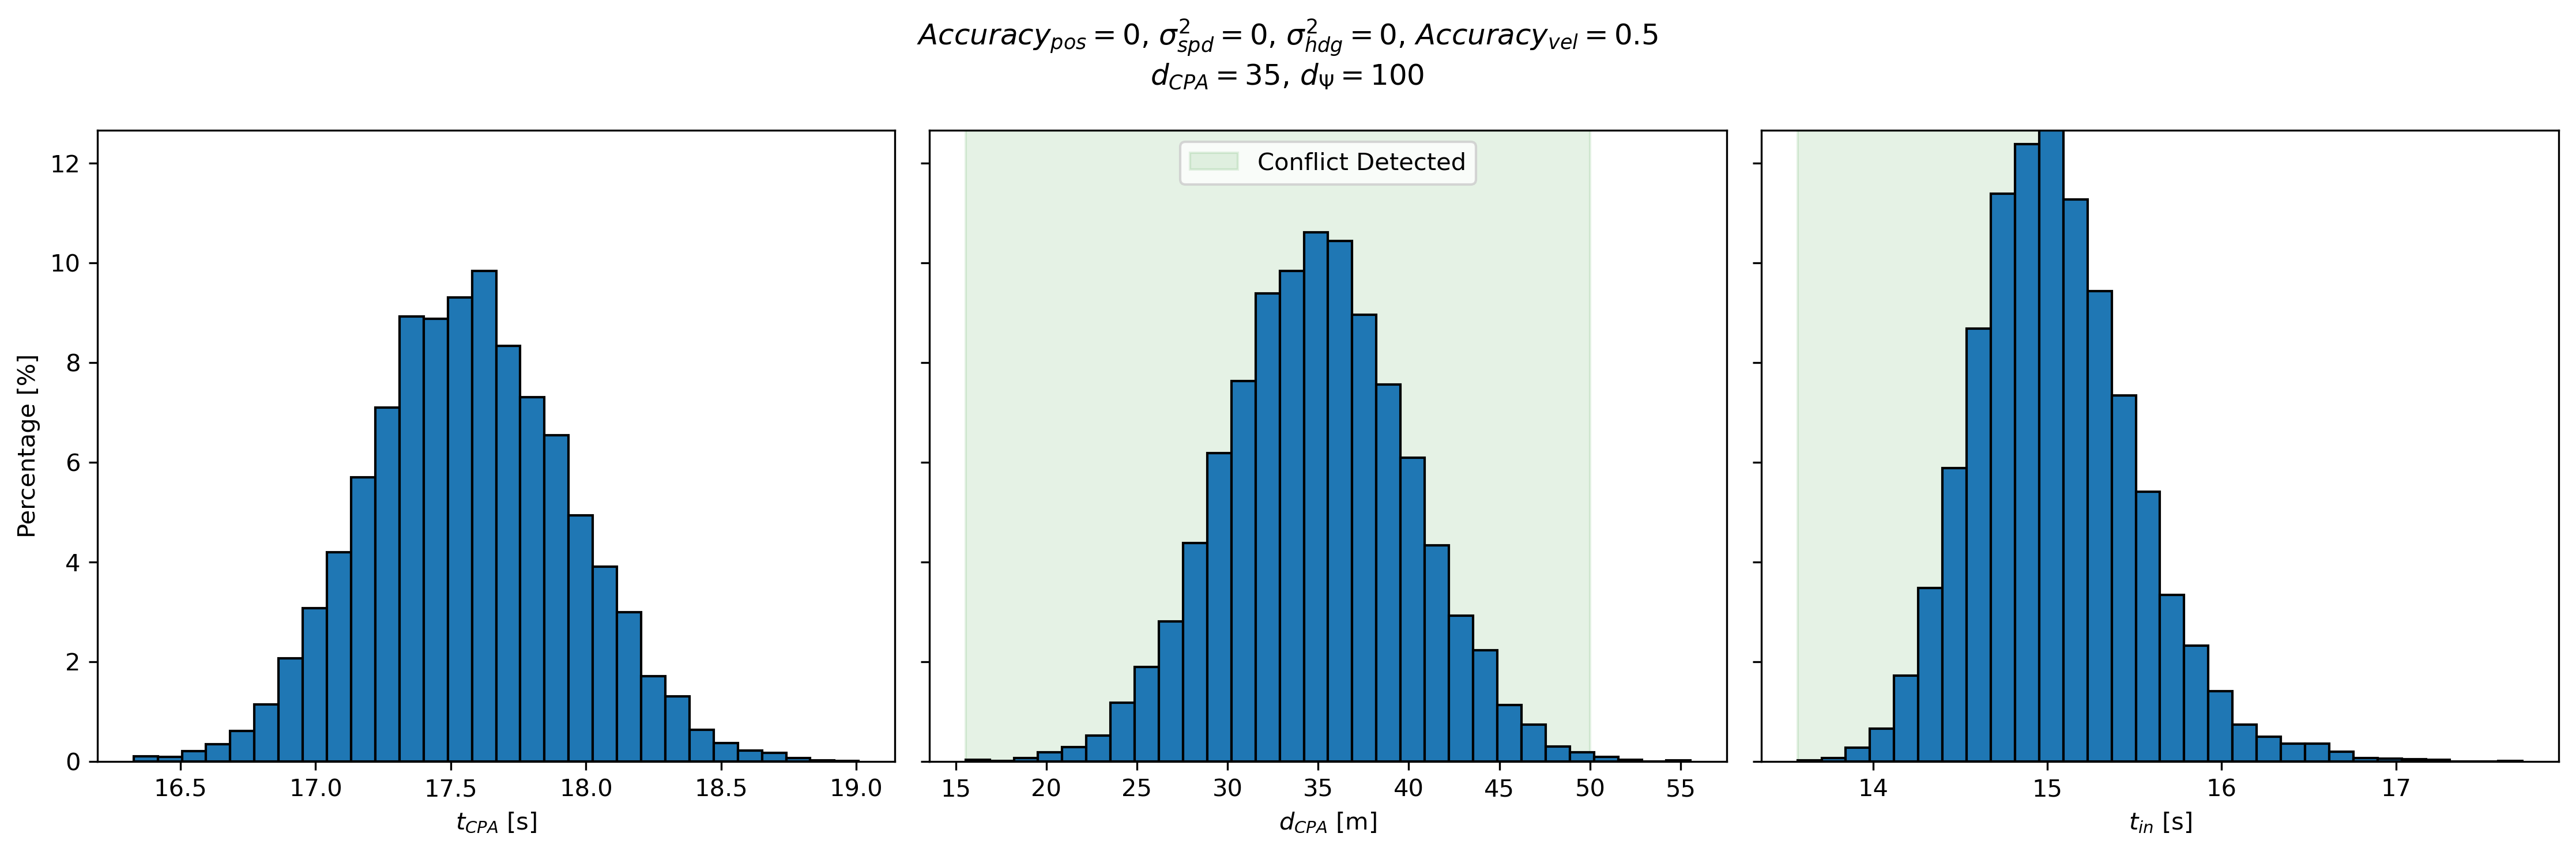 Accuracy_pos = 0, σ²_spd = 0, σ²_hdg = 0, Accuracy_vel = 0.5
d_CPA = 35, d_Ψ = 100
Percentage [%]
12
10
8
6
4
2
0
16.5 17.0 17.5 18.0 18.5 19.0
t_CPA [s]
Conflict Detected
15 20 25 30 35 40 45 50 55
d_CPA [m]
14 15 16 17
t_in [s]